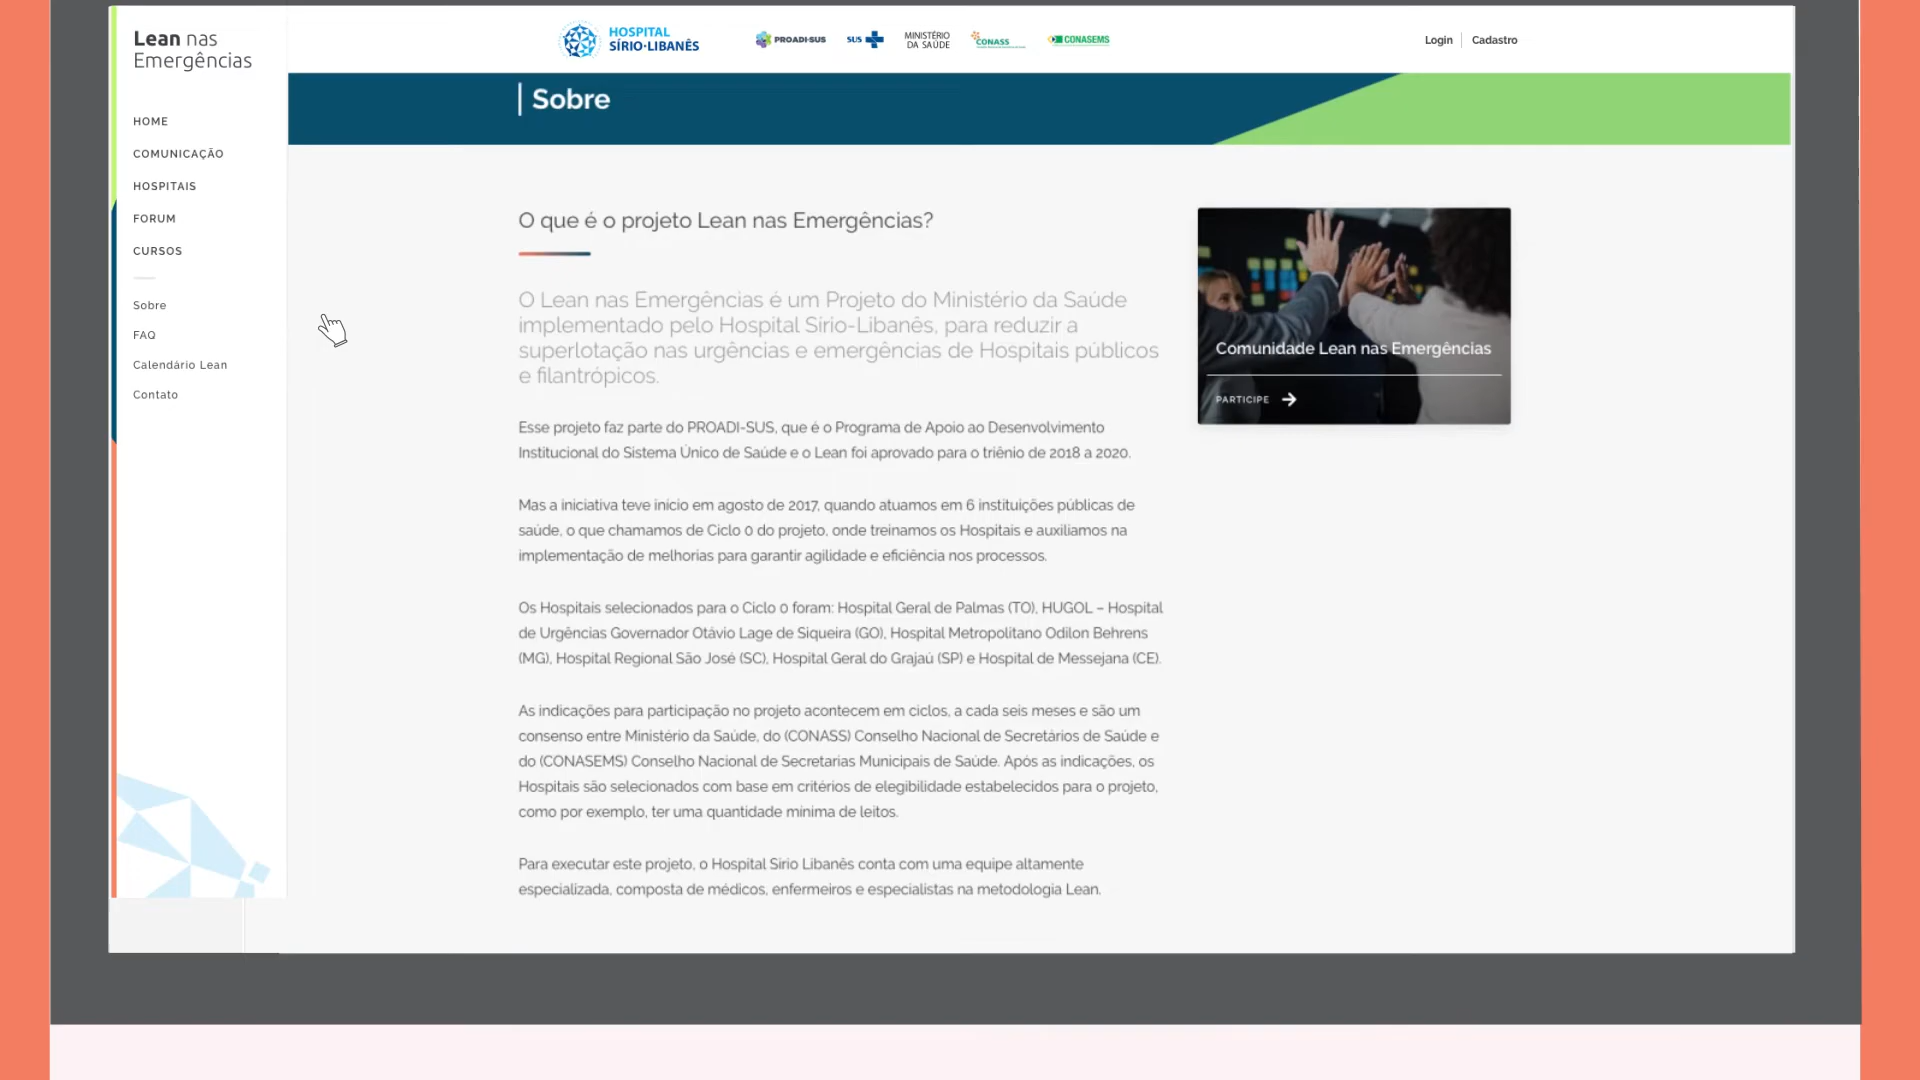 Lean nas
Emergências
HOSPITAL
SÍRIO-LIBANÊS
PROADI-SUS
SUS
MINISTÉRIO
DA SAÚDE
CONASS
CONASEMS
Login
Cadastro
HOME
COMUNICAÇÃO
HOSPITAIS
FORUM
CURSOS
Sobre
FAQ
Calendário Lean
Contato
Sobre
O que é o projeto Lean nas Emergências?
O Lean nas Emergências é um Projeto do Ministério da Saúde
implementado pelo Hospital Sírio-Libanês, para reduzir a
superlotação nas urgências e emergências de Hospitais públicos
e filantrópicos.
Esse projeto faz parte do PROADI-SUS, que é o Programa de Apoio ao Desenvolvimento
Institucional do Sistema Único de Saúde e o Lean foi aprovado para o triênio de 2018 a 2020.
Mas a iniciativa teve início em agosto de 2017, quando atuamos em 6 instituições públicas de
saúde, o que chamamos de Ciclo 0 do projeto, onde treinamos os Hospitais e auxiliamos na
implementação de melhorias para garantir agilidade e eficiência nos processos.
Os Hospitais selecionados para o Ciclo 0 foram: Hospital Geral de Palmas (TO), HUGOL – Hospital
de Urgências Governador Otávio Lage de Siqueira (GO), Hospital Metropolitano Odilon Behrens
(MG), Hospital Regional São José (SC), Hospital Geral do Grajaú (SP) e Hospital de Messejana (CE).
As indicações para participação no projeto acontecem em ciclos, a cada seis meses e são um
consenso entre Ministério da Saúde, do (CONASS) Conselho Nacional de Secretários de Saúde e
do (CONASEMS) Conselho Nacional de Secretarias Municipais de Saúde. Após as indicações, os
Hospitais são selecionados com base em critérios de elegibilidade estabelecidos para o projeto,
como por exemplo, ter uma quantidade mínima de leitos.
Para executar este projeto, o Hospital Sírio Libanês conta com uma equipe altamente
especializada, composta de médicos, enfermeiros e especialistas na metodologia Lean.
Comunidade Lean nas Emergências
PARTICIPE